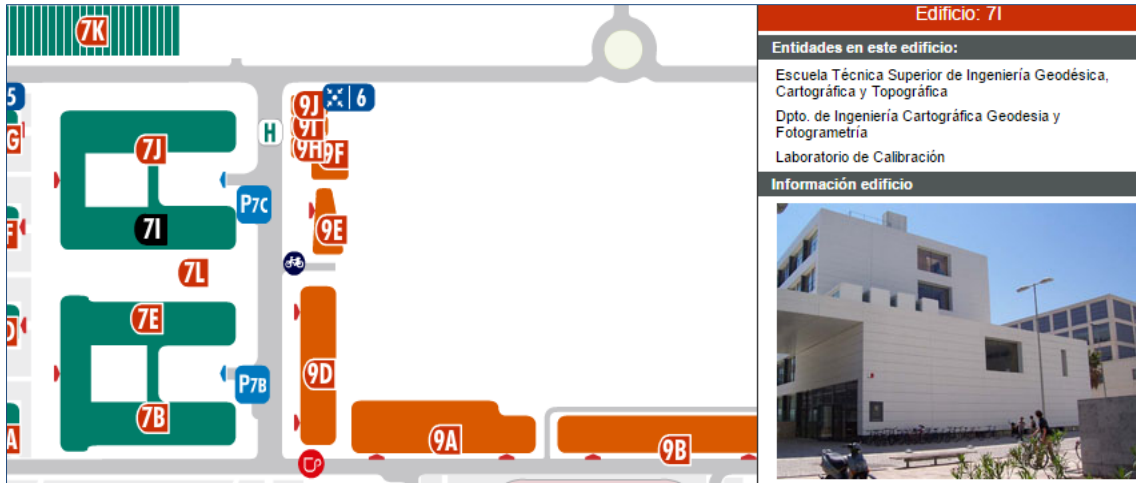 7K
5
G
F
D
A
7J
7I
7L
7E
7B
H
P7C
P7B
9J
6
9I
9H
9F
9E
9D
9A
9B
Edificio: 7I
Entidades en este edificio:
Escuela Técnica Superior de Ingeniería Geodésica,
Cartográfica y Topográfica
Dpto. de Ingeniería Cartográfica Geodesia y
Fotogrametría
Laboratorio de Calibración
Información edificio